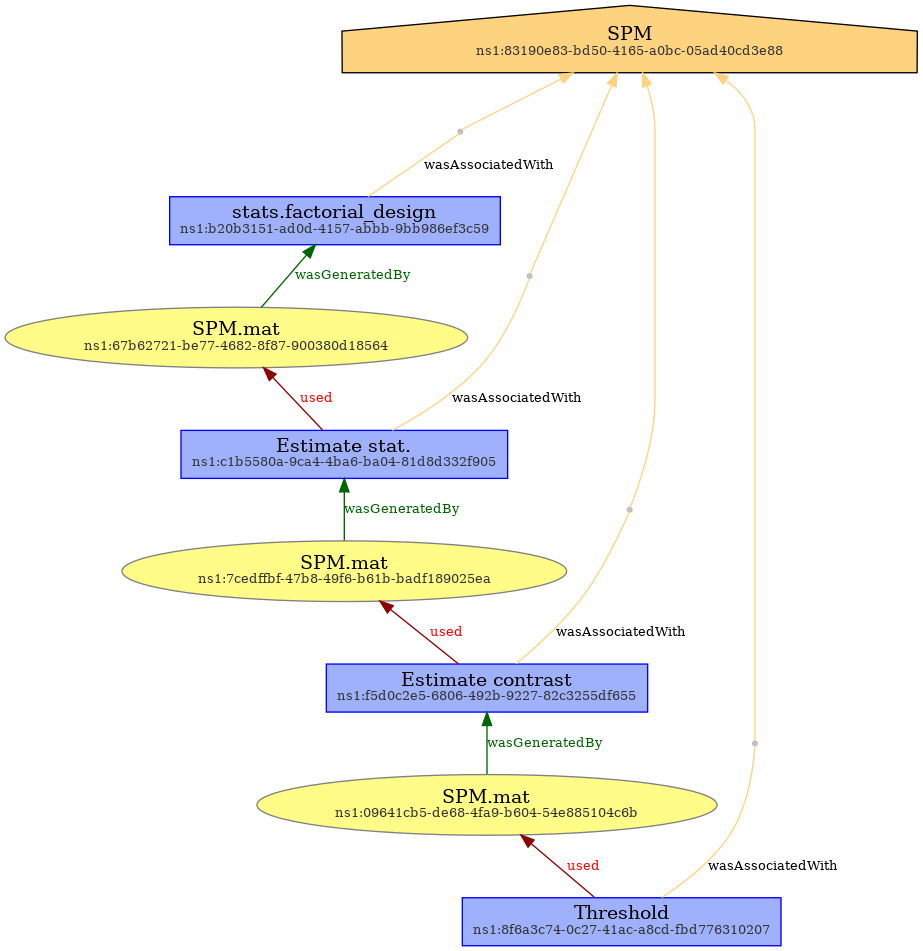 SPM
ns1:83190e83-bd50-4165-a0bc-05ad40cd3e88
wasAssociatedWith
stats.factorial_design
ns1:b20b3151-ad0d-4157-abbb-9bb986ef3c59
wasGeneratedBy
SPM.mat
ns1:67b62721-be77-4682-8f87-900380d18564
used
wasAssociatedWith
Estimate stat.
ns1:c1b5580a-9ca4-4ba6-ba04-81d8d332f905
wasGeneratedBy
SPM.mat
ns1:7cedffbf-47b8-49f6-b61b-badf189025ea
used
wasAssociatedWith
Estimate contrast
ns1:f5d0c2e5-6806-492b-9227-82c3255df655
wasGeneratedBy
SPM.mat
ns1:09641cb5-de68-4fa9-b604-54e885104c6b
used
wasAssociatedWith
Threshold
ns1:8f6a3c74-0c27-41ac-a8cd-fbd776310207